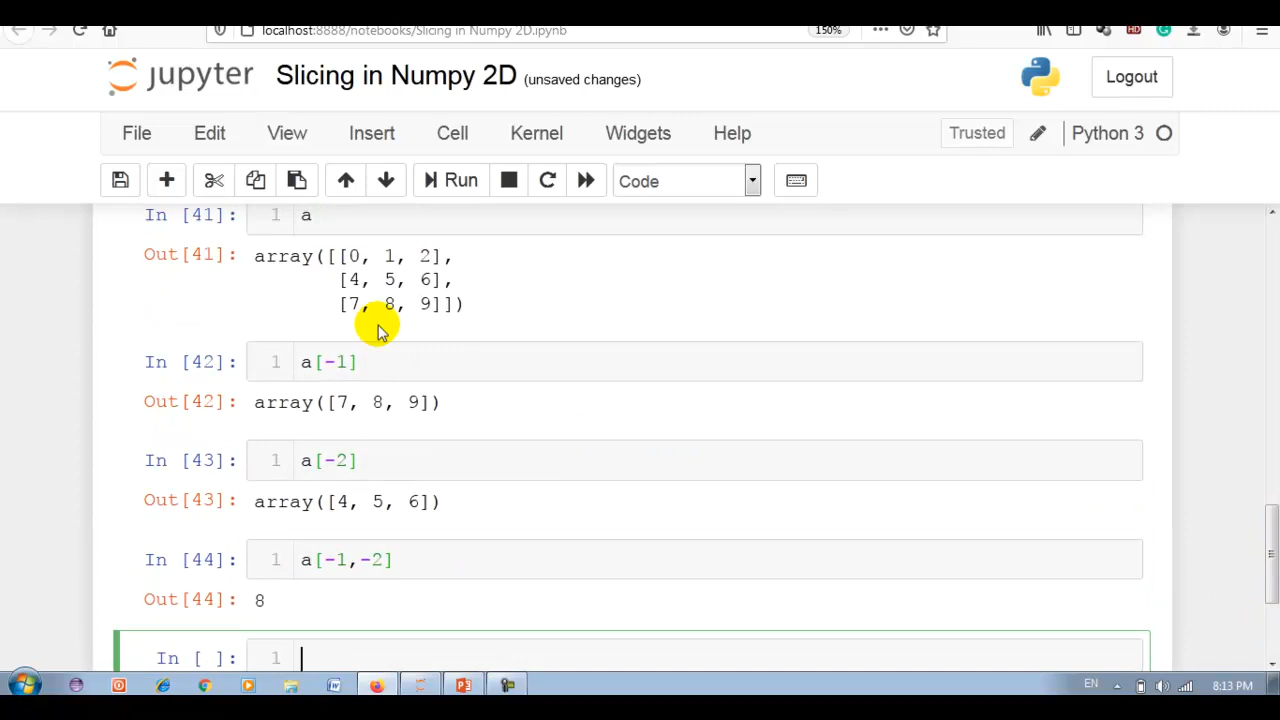 localhost:8888/notebooks/Slicing in Numpy 2D.ipynb 150%
jupyter Slicing in Numpy 2D (unsaved changes) Logout
File Edit View Insert Cell Kernel Widgets Help Trusted Python 3
Run Code
In [41]: 1 a
Out[41]: array([[0, 1, 2],
[4, 5, 6],
[7, 8, 9]])
In [42]: 1 a[-1]
Out[42]: array([7, 8, 9])
In [43]: 1 a[-2]
Out[43]: array([4, 5, 6])
In [44]: 1 a[-1,-2]
Out[44]: 8
In [ ]: 1
EN 8:13 PM